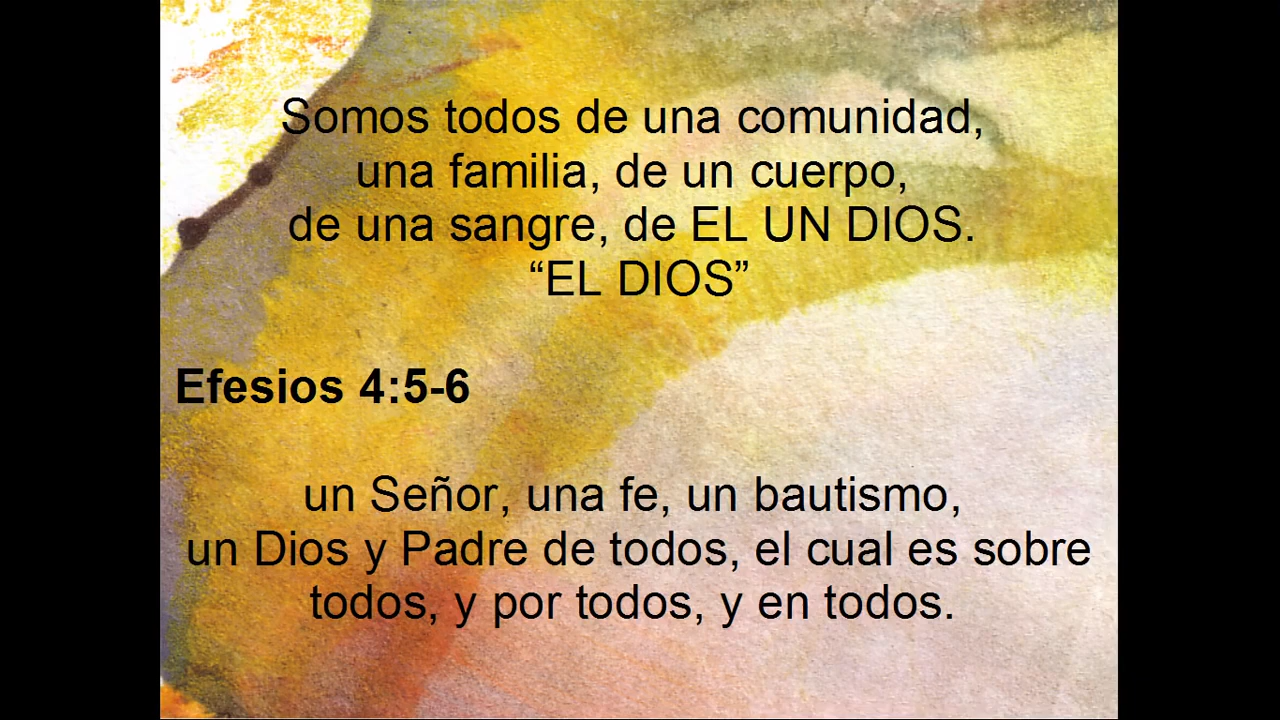 Somos todos de una comunidad,
una familia, de un cuerpo,
de una sangre, de EL UN DIOS.
“EL DIOS”
Efesios 4:5-6
un Señor, una fe, un bautismo,
un Dios y Padre de todos, el cual es sobre
todos, y por todos, y en todos.